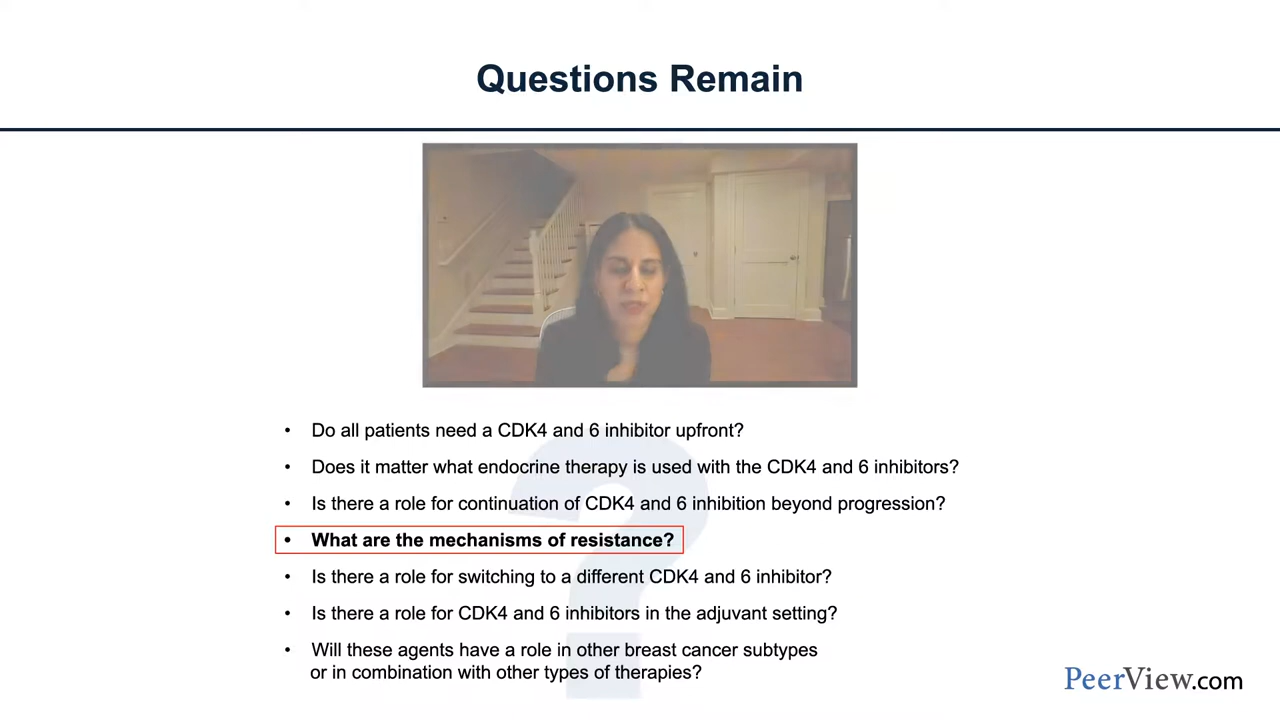 Questions Remain
• Do all patients need a CDK4 and 6 inhibitor upfront?
• Does it matter what endocrine therapy is used with the CDK4 and 6 inhibitors?
• Is there a role for continuation of CDK4 and 6 inhibition beyond progression?
• What are the mechanisms of resistance?
• Is there a role for switching to a different CDK4 and 6 inhibitor?
• Is there a role for CDK4 and 6 inhibitors in the adjuvant setting?
• Will these agents have a role in other breast cancer subtypes
or in combination with other types of therapies?
PeerView.com